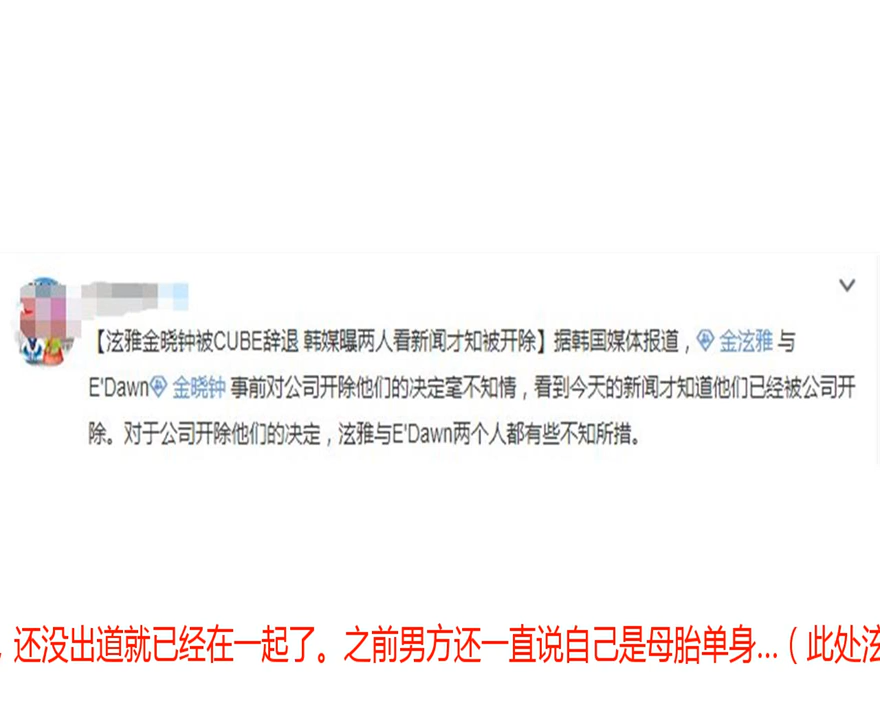 【泫雅金晓钟被CUBE辞退 韩媒曝两人看新闻才知被开除】据韩国媒体报道，金泫雅 与
E'Dawn 金晓钟 事前对公司开除他们的决定毫不知情，看到今天的新闻才知道他们已经被公司开
除。对于公司开除他们的决定，泫雅与E'Dawn两个人都有些不知所措。
，还没出道就已经在一起了。之前男方还一直说自己是母胎单身...（此处泫